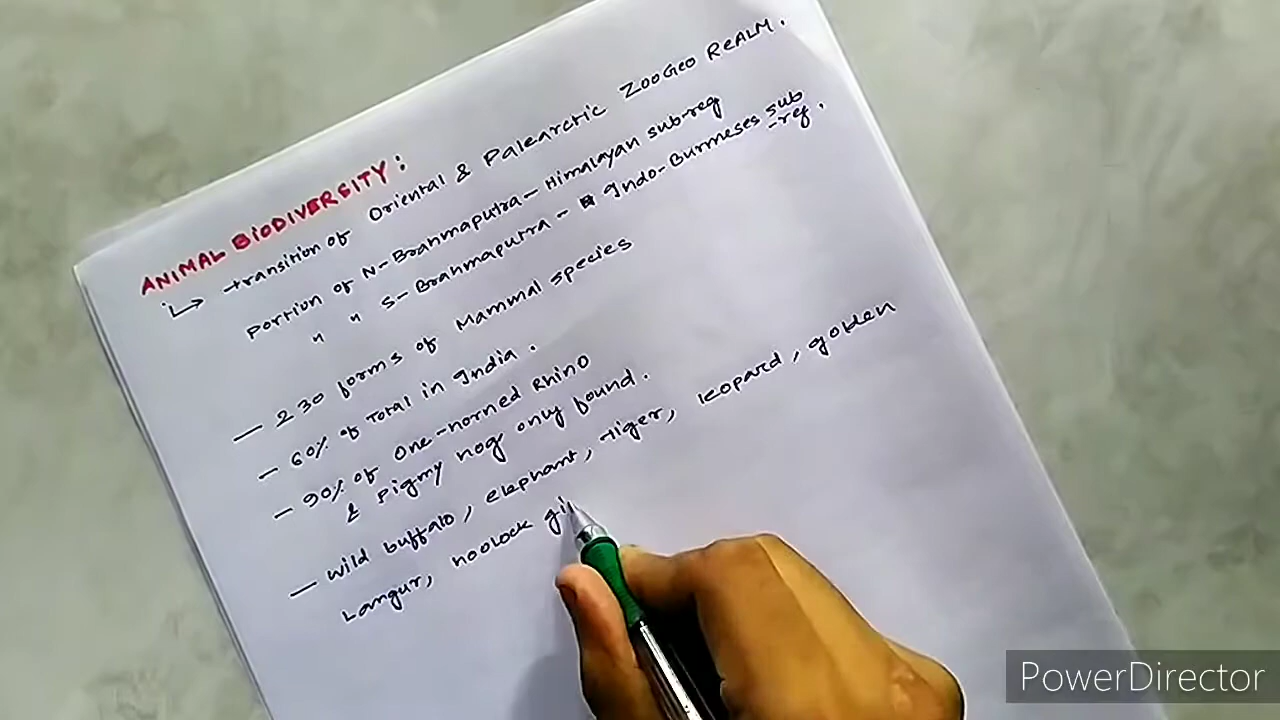 ANIMAL BIODIVERSITY:
↳ transition of Oriental & Palearctic ZOOGEO REALM.
Portion of N-Brahmaputra - Himalayan sub-reg
" " S- Brahmaputra - Indo-Burmeses sub
-reg.
— 230 forms of Mammal species
— 60% of Total in India.
— 90% of One-horned Rhino
& Pigmy hog only found.
— Wild buffalo, elephant, Tiger, leopard, golden
Langur, hoolock gi
PowerDirector